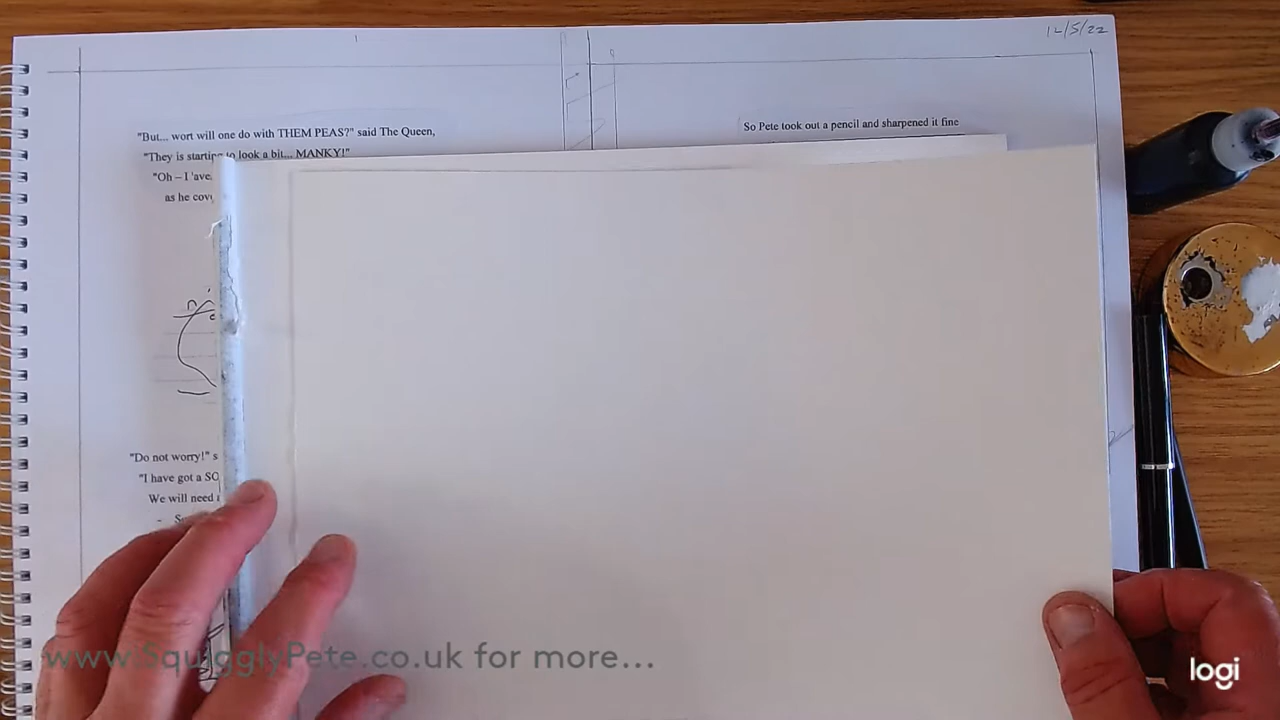 12/5/22
"But... wort will one do with THEM PEAS?" said The Queen,
"They is starting to look a bit... MANKY!"
"Oh – I 'ave
as he cov
So Pete took out a pencil and sharpened it fine
"Do not worry!" s
"I have got a SO
We will need
www.SquigglyPete.co.uk for more...
logi